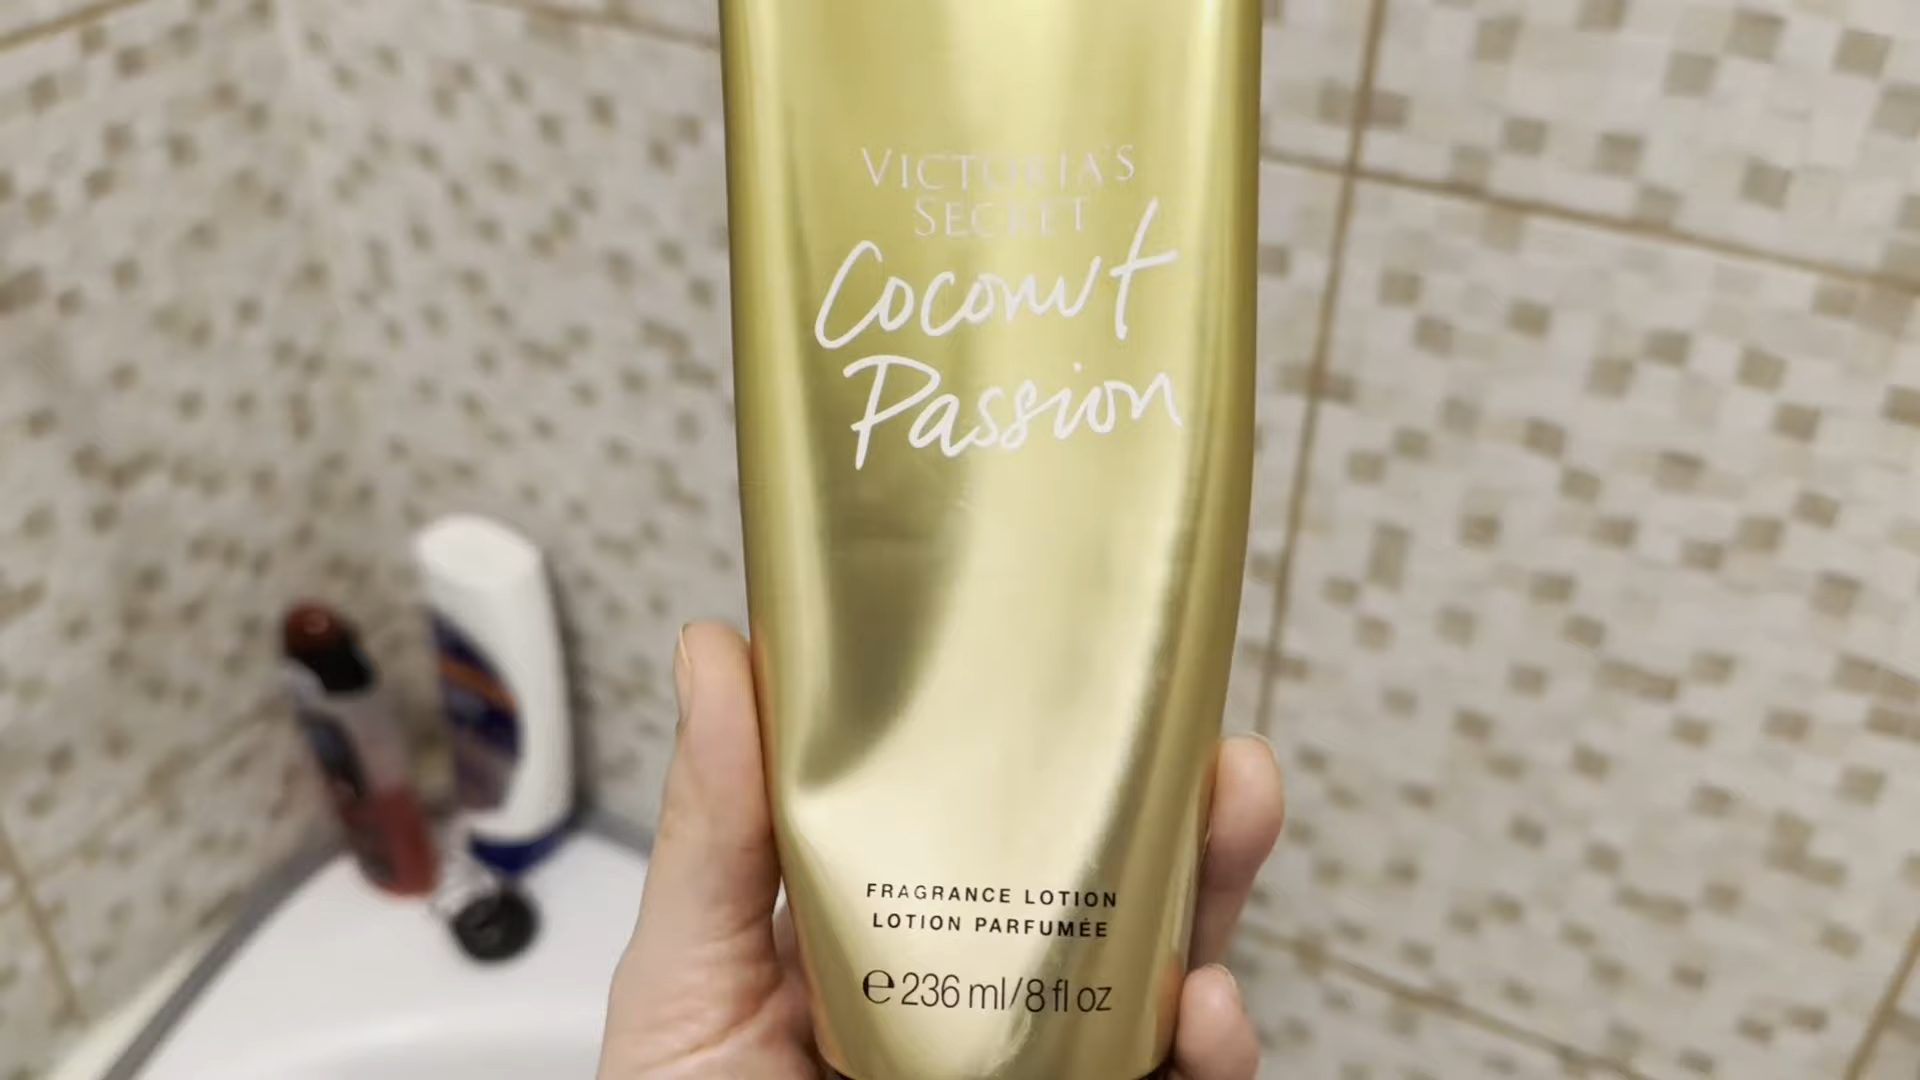 VICTORIA'S
SECRET
Coconut
Passion
FRAGRANCE LOTION
LOTION PARFUMÉE
℮ 236 ml/8 fl oz